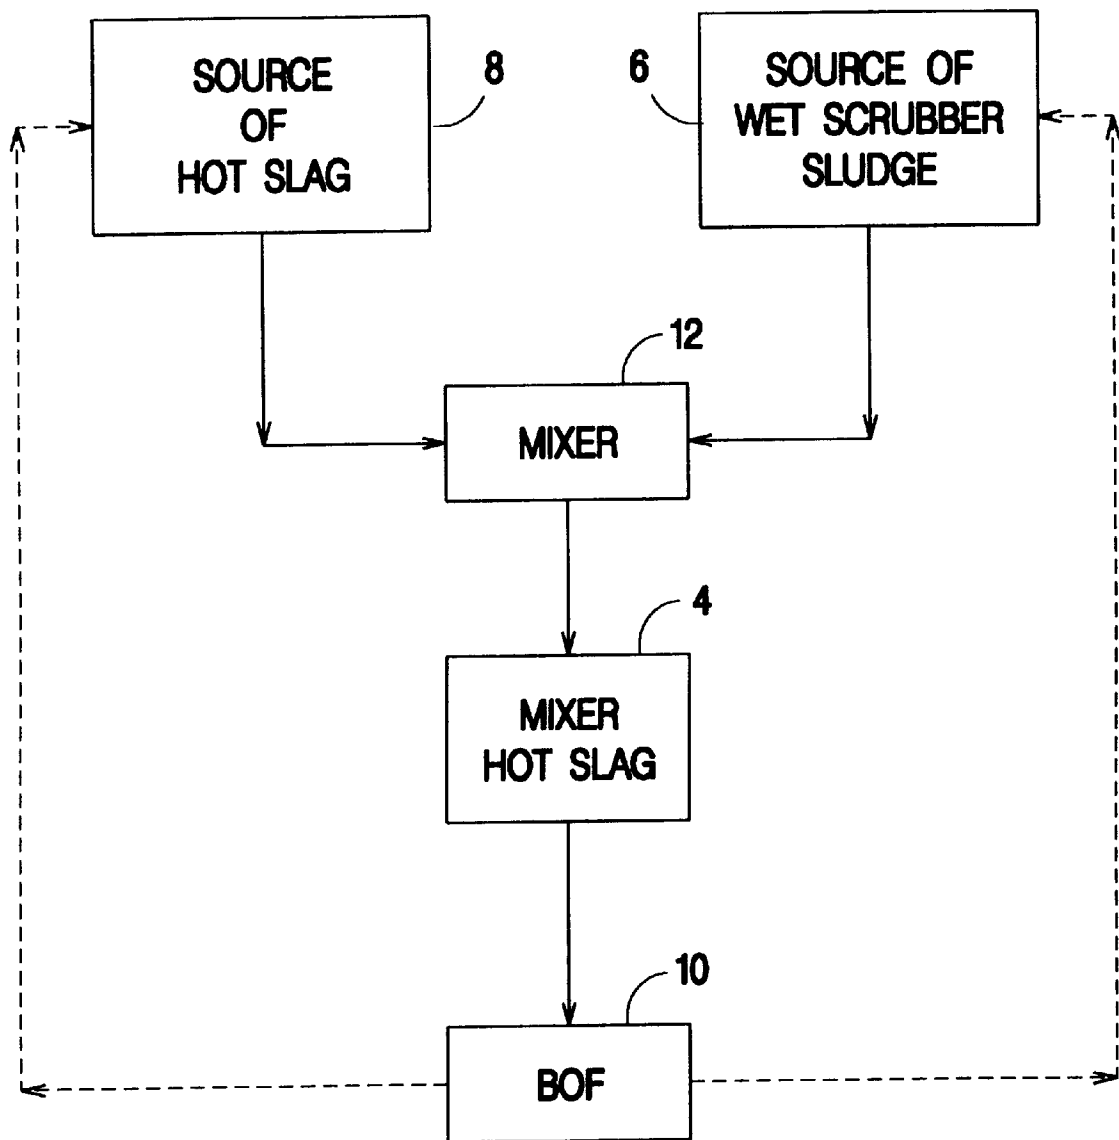 SOURCE
OF
HOT SLAG
8
6
SOURCE OF
WET SCRUBBER
SLUDGE
12
MIXER
4
MIXER
HOT SLAG
10
BOF